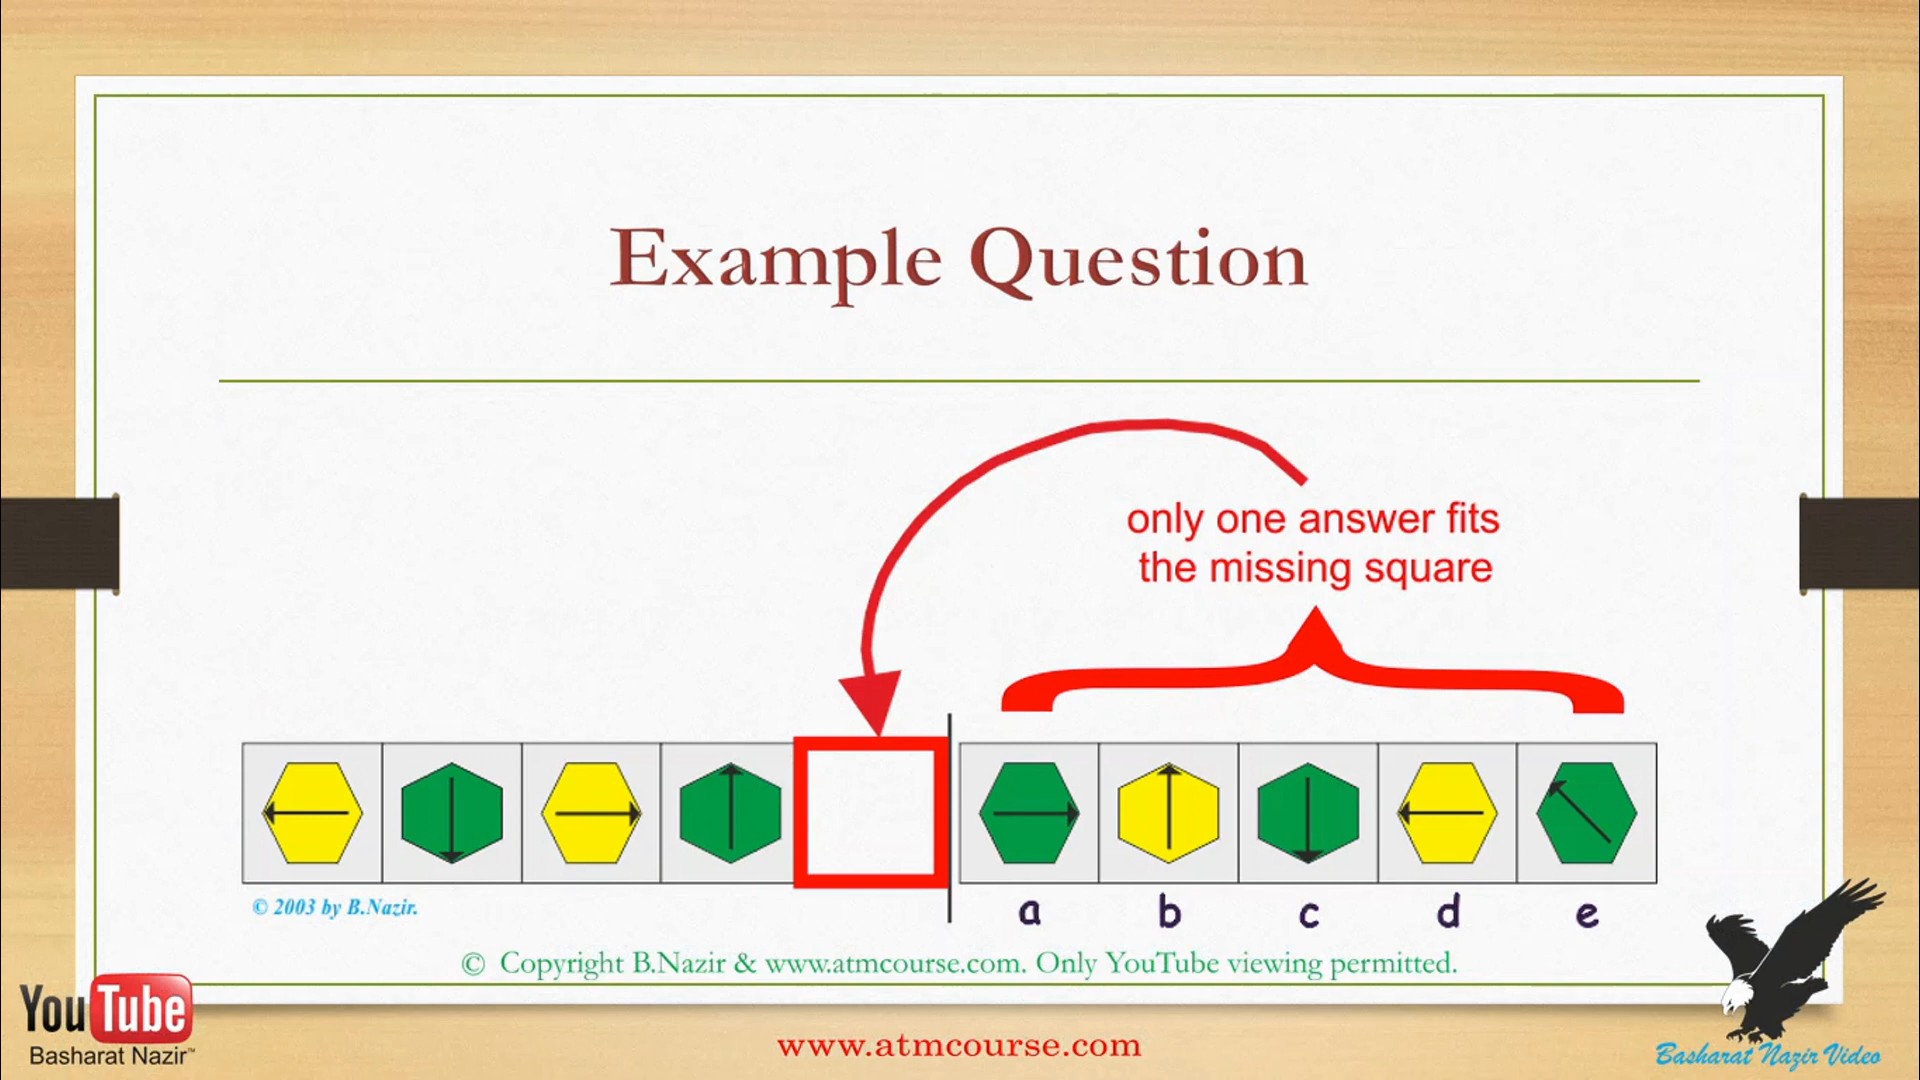 Example Question
only one answer fits
the missing square
a b c d e
© 2003 by B.Nazir.
© Copyright B.Nazir & www.atmcourse.com. Only YouTube viewing permitted.
YouTube
Basharat Nazir™
www.atmcourse.com
Basharat Nazir Video